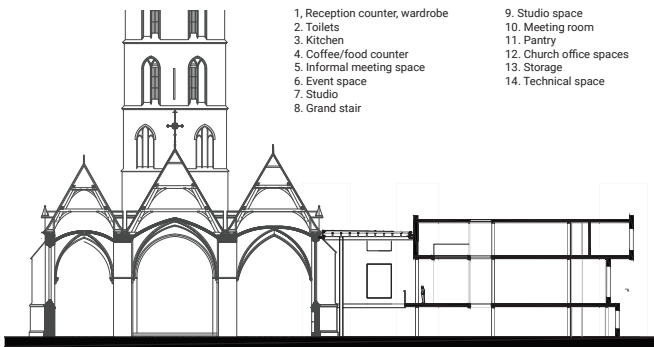 1, Reception counter, wardrobe
2. Toilets
3. Kitchen
4. Coffee/food counter
5. Informal meeting space
6. Event space
7. Studio
8. Grand stair
9. Studio space
10. Meeting room
11. Pantry
12. Church office spaces
13. Storage
14. Technical space